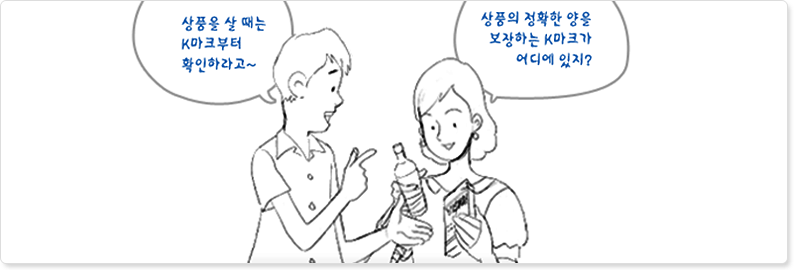 상품을 살 때는
K마크부터
확인하라고~
상품의 정확한 양을
보장하는 K마크가
어디에 있지?